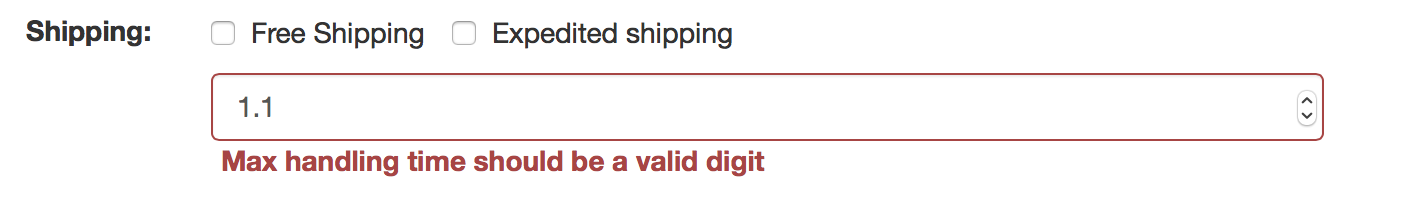 Shipping: Free Shipping Expedited shipping
1.1
Max handling time should be a valid digit